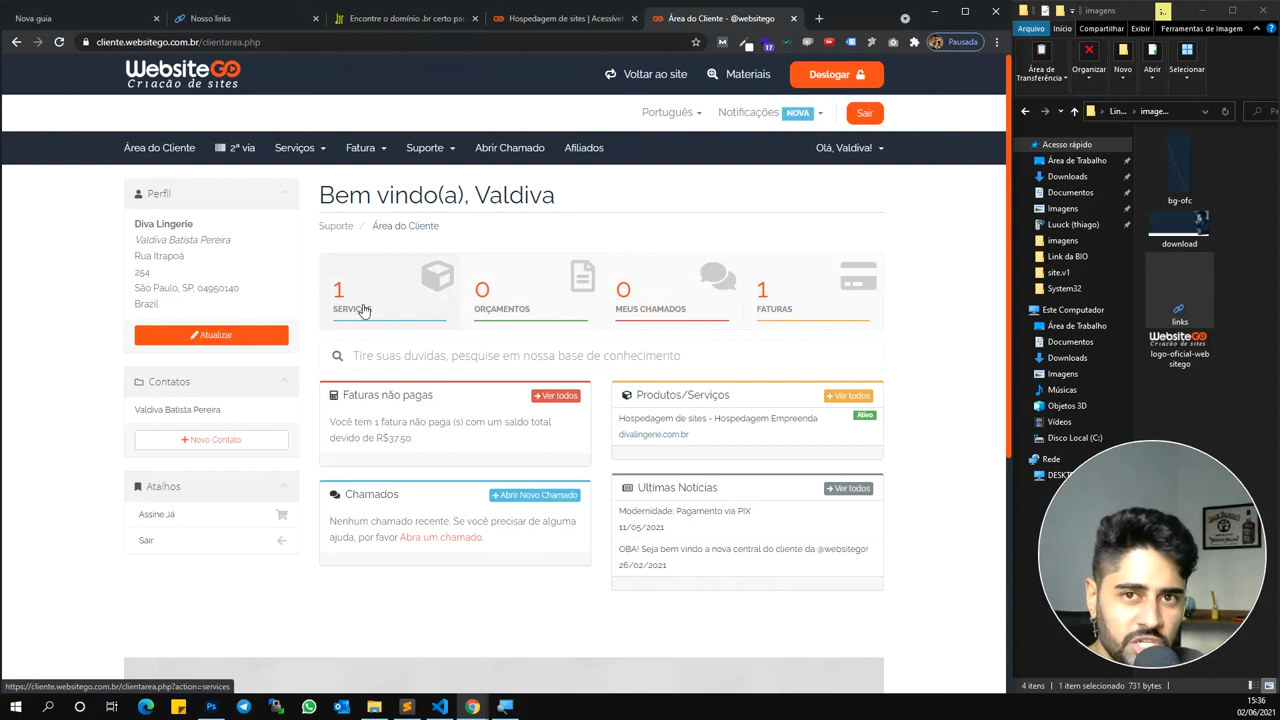 Nova guia
Nosso links
Encontre o domínio .br certo pa
Hospedagem de sites | Acessível
Área do Cliente - @websitego
cliente.websitego.com.br/clientarea.php
17
Pausada
WebsiteGO
Criação de sites
Voltar ao site
Materiais
Deslogar
Português
Notificações NOVA
Sair
Área do Cliente
2ª via
Serviços
Fatura
Suporte
Abrir Chamado
Afiliados
Olá, Valdiva!
Perfil
Diva Lingerie
Valdiva Batista Pereira
Rua Itrapoá
254
São Paulo, SP, 04950140
Brazil
Atualizar
Contatos
Valdiva Batista Pereira
+ Novo Contato
Atalhos
Assine Já
Sair
Bem vindo(a), Valdiva
Suporte / Área do Cliente
1
SERVIÇOS
0
ORÇAMENTOS
0
MEUS CHAMADOS
1
FATURAS
Tire suas duvidas, pesquise em nossa base de conhecimento
Faturas não pagas
Ver todos
Você tem 1 fatura não paga (s) com um saldo total
devido de R$37.50.
Produtos/Serviços
Ver todos
Hospedagem de sites - Hospedagem Empreenda
Ativo
divalingerie.com.br
Chamados
+ Abrir Novo Chamado
Nenhum chamado recente. Se você precisar de alguma
ajuda, por favor Abra um chamado.
Ultimas Notícias
Ver todos
Modernidade: Pagamento via PIX
11/05/2021
OBA! Seja bem vindo a nova central do cliente da @websitego!
26/02/2021
https://cliente.websitego.com.br/clientarea.php?action=services
imagens
Arquivo
Início
Compartilhar
Exibir
Ferramentas de Imagem
Área de
Transferência
Organizar
Novo
Abrir
Selecionar
Lin...
image...
Acesso rápido
Área de Trabalho
Downloads
Documentos
Imagens
Luuck (thiago)
imagens
Link da BIO
site.v1
System32
Este Computador
Área de Trabalho
Documentos
Downloads
Imagens
Músicas
Objetos 3D
Vídeos
Disco Local (C:)
Rede
bg-ofc
download
links
WebsiteGO
Criação de sites
logo-oficial-web
sitego
4 itens
1 item selecionado 731 bytes
15:36
02/06/2021